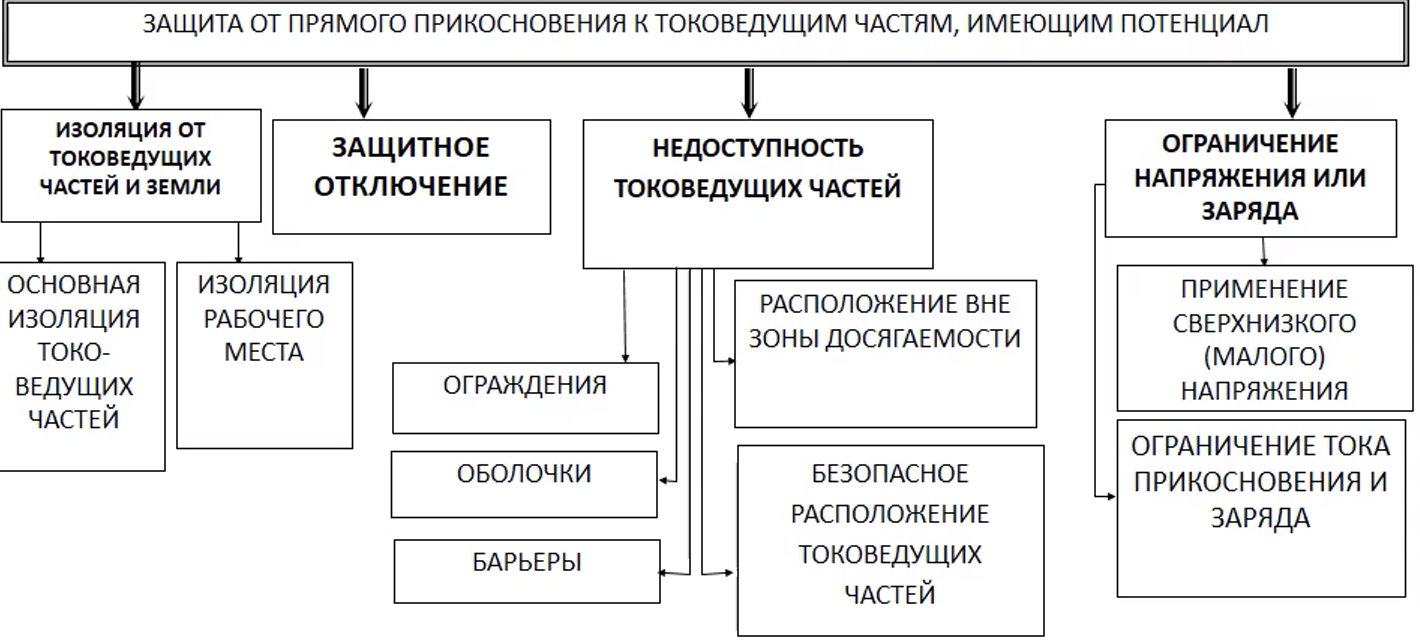 ЗАЩИТА ОТ ПРЯМОГО ПРИКОСНОВЕНИЯ К ТОКОВЕДУЩИМ ЧАСТЯМ, ИМЕЮЩИМ ПОТЕНЦИАЛ
ИЗОЛЯЦИЯ ОТ
ТОКОВЕДУЩИХ
ЧАСТЕЙ И ЗЕМЛИ
ЗАЩИТНОЕ
ОТКЛЮЧЕНИЕ
НЕДОСТУПНОСТЬ
ТОКОВЕДУЩИХ ЧАСТЕЙ
ОГРАНИЧЕНИЕ
НАПРЯЖЕНИЯ ИЛИ
ЗАРЯДА
ОСНОВНАЯ
ИЗОЛЯЦИЯ
ТОКО-
ВЕДУЩИХ
ЧАСТЕЙ
ИЗОЛЯЦИЯ
РАБОЧЕГО
МЕСТА
ОГРАЖДЕНИЯ
ОБОЛОЧКИ
БАРЬЕРЫ
РАСПОЛОЖЕНИЕ ВНЕ
ЗОНЫ ДОСЯГАЕМОСТИ
БЕЗОПАСНОЕ
РАСПОЛОЖЕНИЕ
ТОКОВЕДУЩИХ
ЧАСТЕЙ
ПРИМЕНЕНИЕ
СВЕРХНИЗКОГО
(МАЛОГО)
НАПРЯЖЕНИЯ
ОГРАНИЧЕНИЕ ТОКА
ПРИКОСНОВЕНИЯ И
ЗАРЯДА